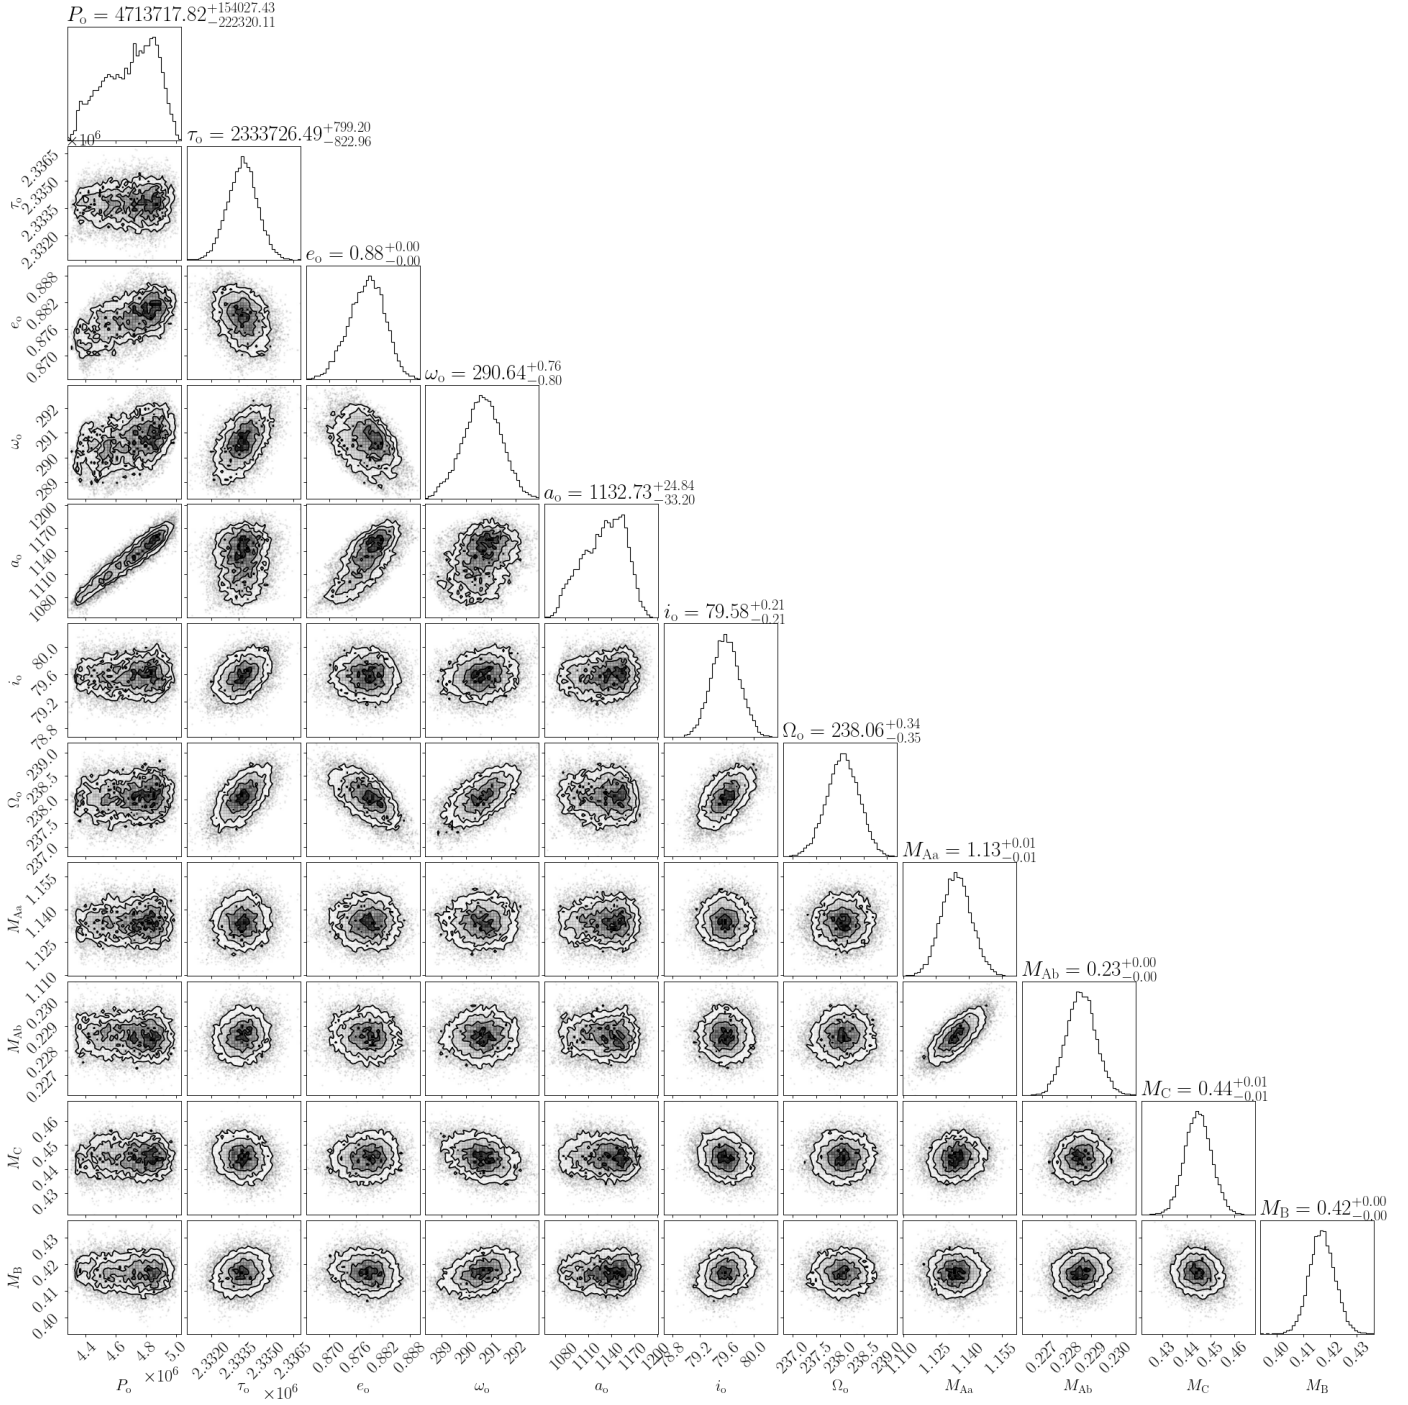 P_o = 4713717.82^{+154027.43}_{-222320.11}
×10^6
τ_o = 2333726.49^{+799.20}_{-822.96}
τ_o 2.3365 2.3350 2.3335 2.3320
e_o = 0.88^{+0.00}_{-0.00}
e_o 0.888 0.882 0.876 0.870
ω_o = 290.64^{+0.76}_{-0.80}
ω_o 292 291 290 289
a_o = 1132.73^{+24.84}_{-33.20}
a_o 1200 1170 1140 1110 1080
i_o = 79.58^{+0.21}_{-0.21}
i_o 80.0 79.6 79.2 78.8
Ω_o = 238.06^{+0.34}_{-0.35}
Ω_o 239.0 238.5 238.0 237.5 237.0
M_Aa = 1.13^{+0.01}_{-0.01}
M_Aa 1.155 1.140 1.125 1.110
M_Ab = 0.23^{+0.00}_{-0.00}
M_Ab 0.230 0.229 0.228 0.227
M_C = 0.44^{+0.01}_{-0.01}
M_C 0.46 0.45 0.44 0.43
M_B = 0.42^{+0.00}_{-0.00}
M_B 0.43 0.42 0.41 0.40
4.4 4.6 4.8 5.0 2.3320 2.3335 2.3350 2.3365 0.870 0.876 0.882 0.888 289 290 291 292 1080 1110 1140 1170 1200 78.8 79.2 79.6 80.0 237.0 237.5 238.0 238.5 239.0 1.110 1.125 1.140 1.155 0.227 0.228 0.229 0.230 0.43 0.44 0.45 0.46 0.40 0.41 0.42 0.43
×10^6 ×10^6
P_o τ_o e_o ω_o a_o i_o Ω_o M_Aa M_Ab M_C M_B